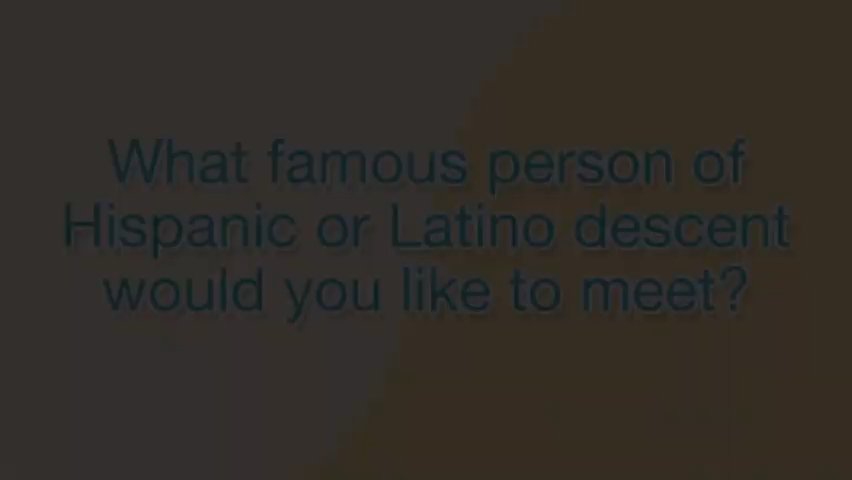 What famous person of
Hispanic or Latino descent
would you like to meet?